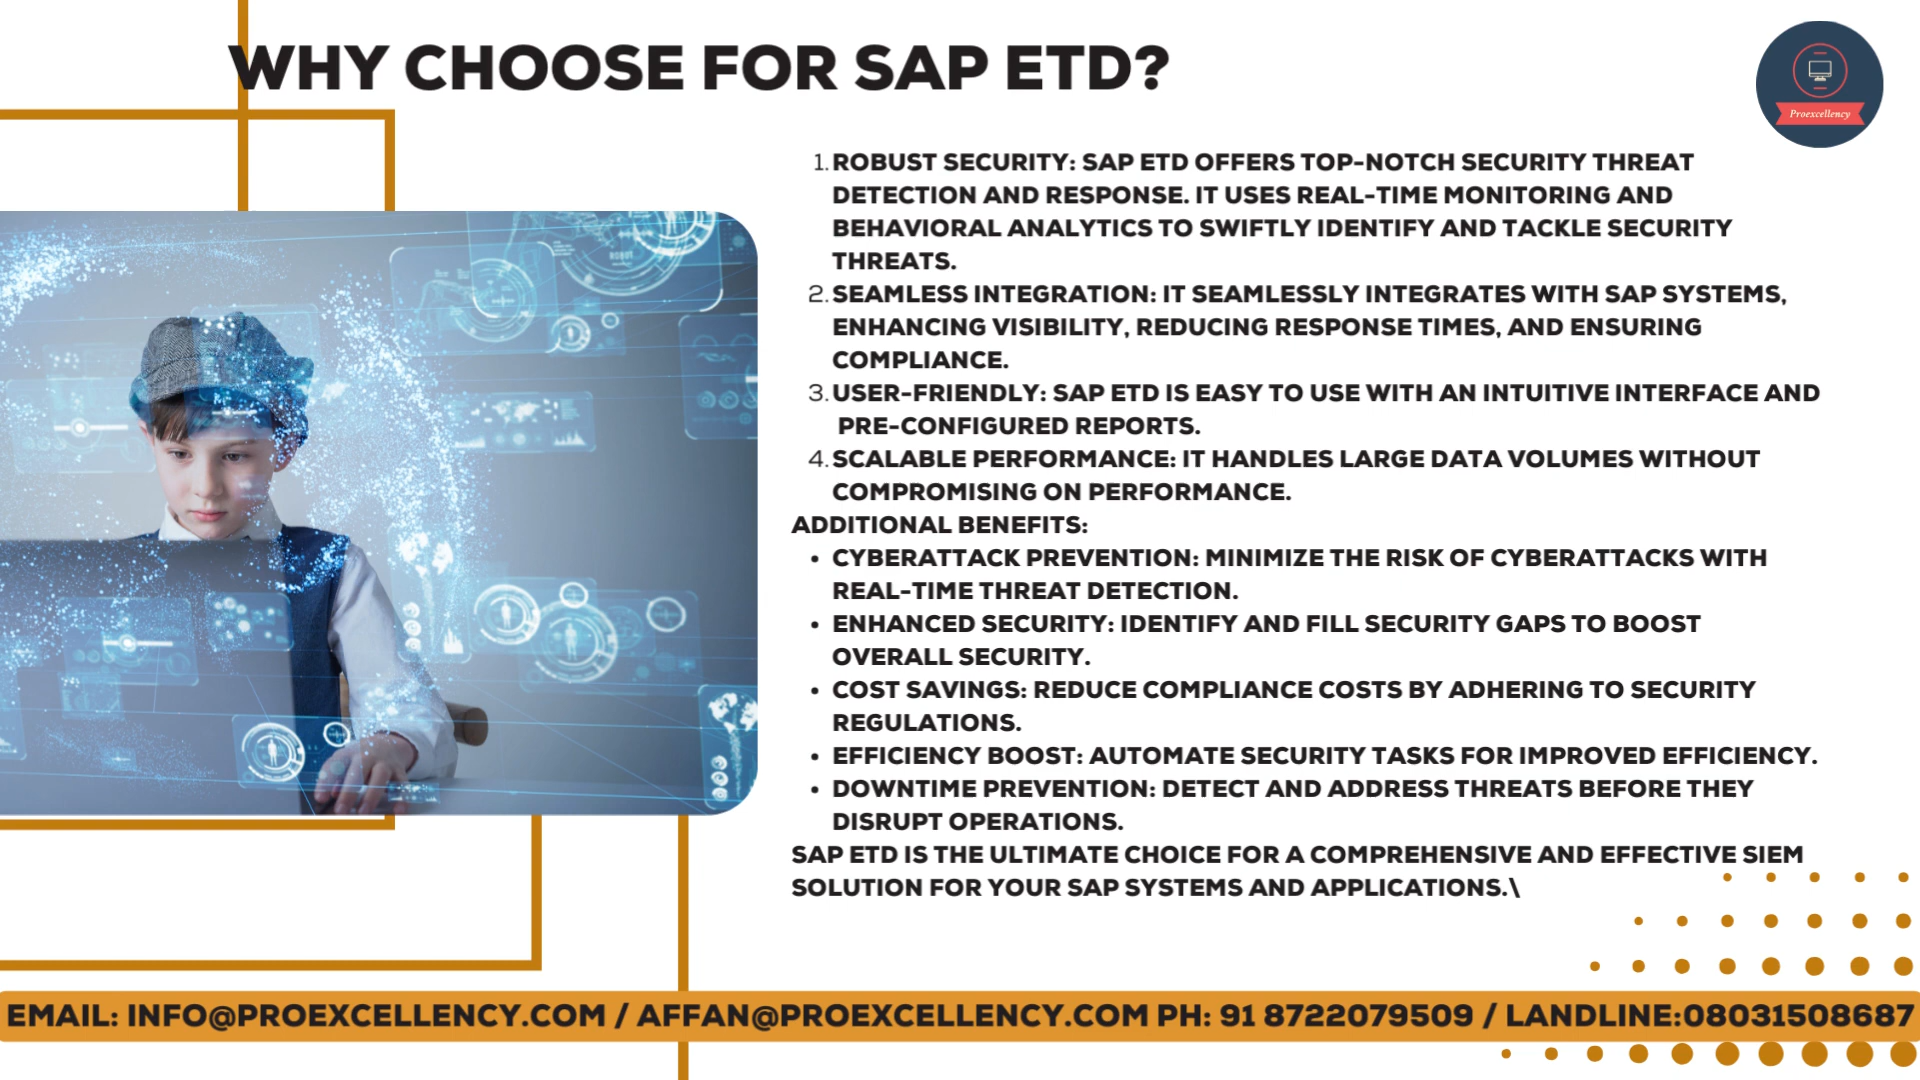 WHY CHOOSE FOR SAP ETD?
Proexcellency
1. ROBUST SECURITY: SAP ETD OFFERS TOP-NOTCH SECURITY THREAT
DETECTION AND RESPONSE. IT USES REAL-TIME MONITORING AND
BEHAVIORAL ANALYTICS TO SWIFTLY IDENTIFY AND TACKLE SECURITY
THREATS.
2. SEAMLESS INTEGRATION: IT SEAMLESSLY INTEGRATES WITH SAP SYSTEMS,
ENHANCING VISIBILITY, REDUCING RESPONSE TIMES, AND ENSURING
COMPLIANCE.
3. USER-FRIENDLY: SAP ETD IS EASY TO USE WITH AN INTUITIVE INTERFACE AND
PRE-CONFIGURED REPORTS.
4. SCALABLE PERFORMANCE: IT HANDLES LARGE DATA VOLUMES WITHOUT
COMPROMISING ON PERFORMANCE.
ADDITIONAL BENEFITS:
• CYBERATTACK PREVENTION: MINIMIZE THE RISK OF CYBERATTACKS WITH
REAL-TIME THREAT DETECTION.
• ENHANCED SECURITY: IDENTIFY AND FILL SECURITY GAPS TO BOOST
OVERALL SECURITY.
• COST SAVINGS: REDUCE COMPLIANCE COSTS BY ADHERING TO SECURITY
REGULATIONS.
• EFFICIENCY BOOST: AUTOMATE SECURITY TASKS FOR IMPROVED EFFICIENCY.
• DOWNTIME PREVENTION: DETECT AND ADDRESS THREATS BEFORE THEY
DISRUPT OPERATIONS.
SAP ETD IS THE ULTIMATE CHOICE FOR A COMPREHENSIVE AND EFFECTIVE SIEM
SOLUTION FOR YOUR SAP SYSTEMS AND APPLICATIONS.\
EMAIL: INFO@PROEXCELLENCY.COM / AFFAN@PROEXCELLENCY.COM PH: 91 8722079509 / LANDLINE:08031508687